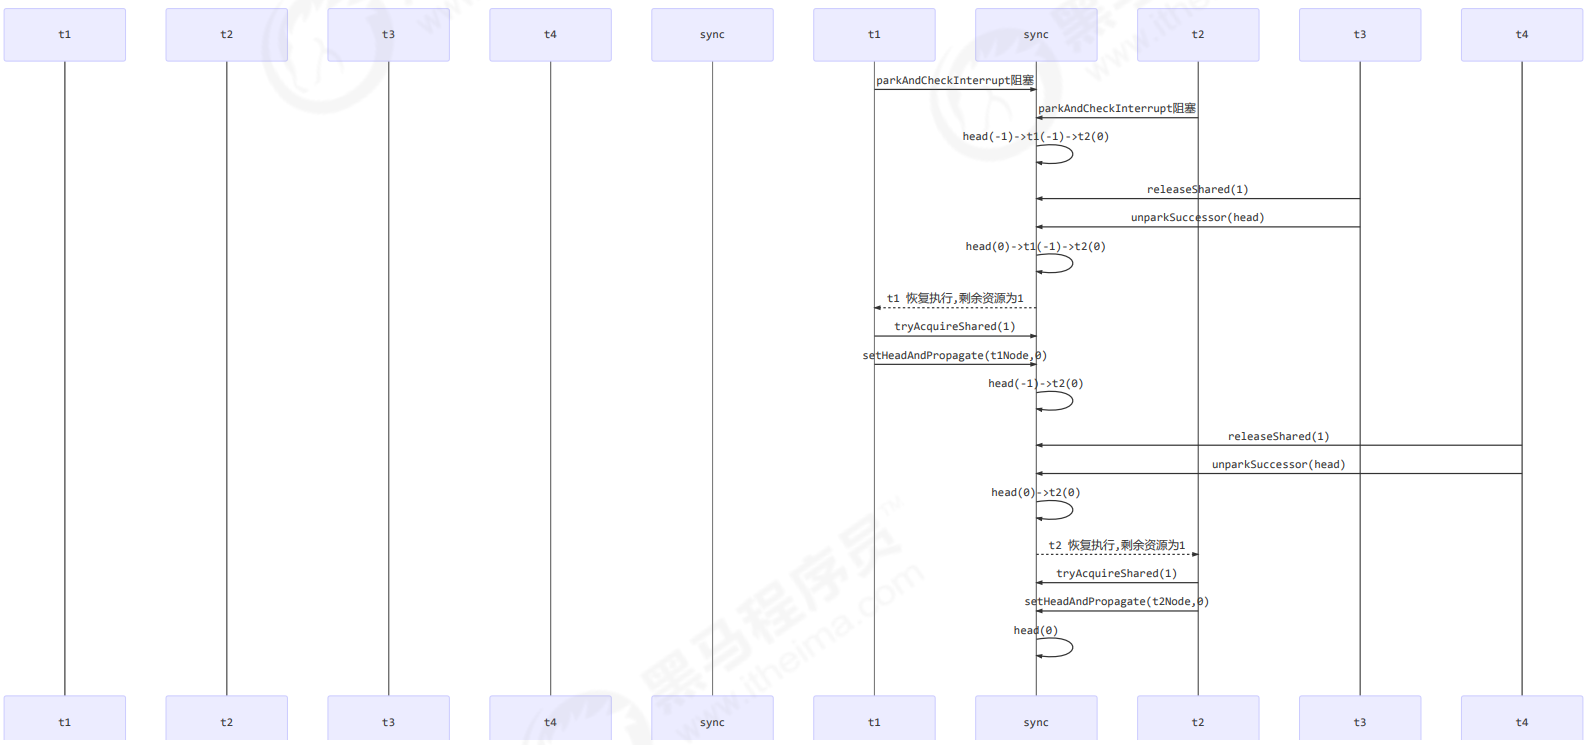 t1 t2 t3 t4 sync t1 sync t2 t3 t4
parkAndCheckInterrupt阻塞
parkAndCheckInterrupt阻塞
head(-1)->t1(-1)->t2(0)
releaseShared(1)
unparkSuccessor(head)
head(0)->t1(-1)->t2(0)
t1 恢复执行,剩余资源为1
tryAcquireShared(1)
setHeadAndPropagate(t1Node,0)
head(-1)->t2(0)
releaseShared(1)
unparkSuccessor(head)
head(0)->t2(0)
t2 恢复执行,剩余资源为1
tryAcquireShared(1)
setHeadAndPropagate(t2Node,0)
head(0)
t1 t2 t3 t4 sync t1 sync t2 t3 t4
黑马程序员
www.itheima.com